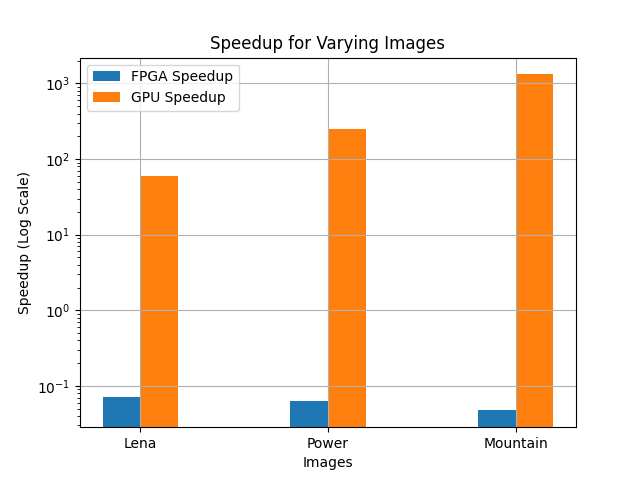 Speedup for Varying Images
FPGA Speedup
GPU Speedup
10³
10²
10¹
10⁰
10⁻¹
Speedup (Log Scale)
Lena
Power
Mountain
Images